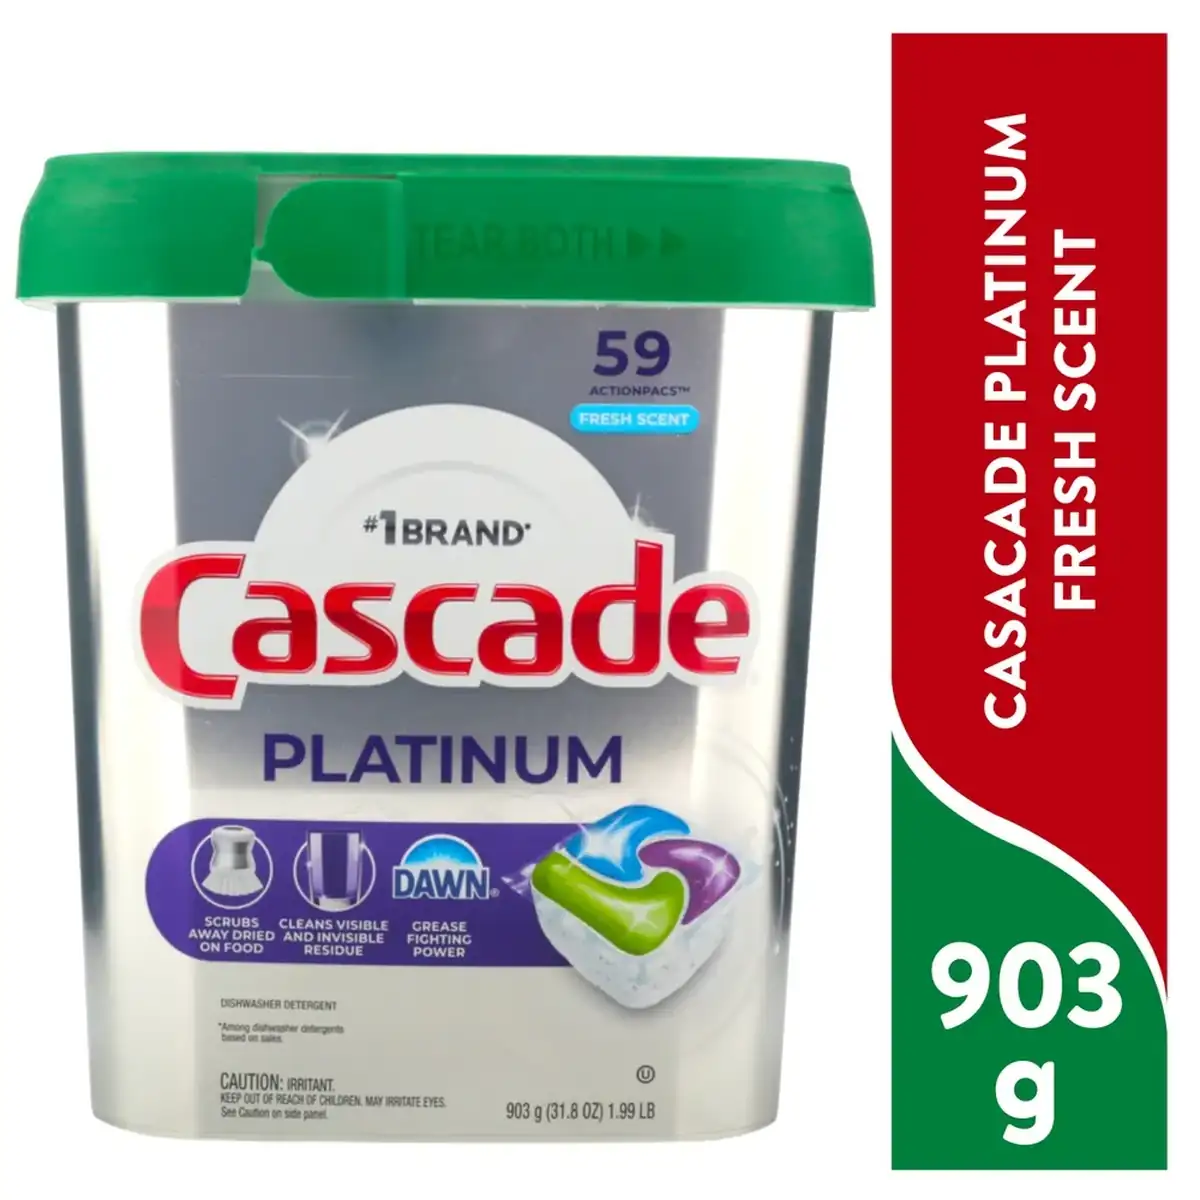 TEAR BOTH
59
ACTIONPACS™
FRESH SCENT
#1 BRAND*
Cascade
PLATINUM
SCRUBS
AWAY DRIED
ON FOOD
CLEANS VISIBLE
AND INVISIBLE
RESIDUE
DAWN®
GREASE
FIGHTING
POWER
DISHWASHER DETERGENT
*Among dishwasher detergents
based on sales.
CAUTION: IRRITANT.
KEEP OUT OF REACH OF CHILDREN. MAY IRRITATE EYES.
See Caution on side panel.
U
903 g (31.8 OZ) 1.99 LB
CASACADE PLATINUM
FRESH SCENT
903
g